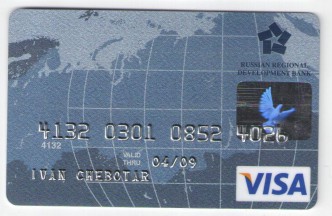 RUSSIAN REGIONAL
DEVELOPMENT BANK
4132 0301 0852 4026
4132
VALID
THRU 04/09
IVAN CHEBOTAR
VISA